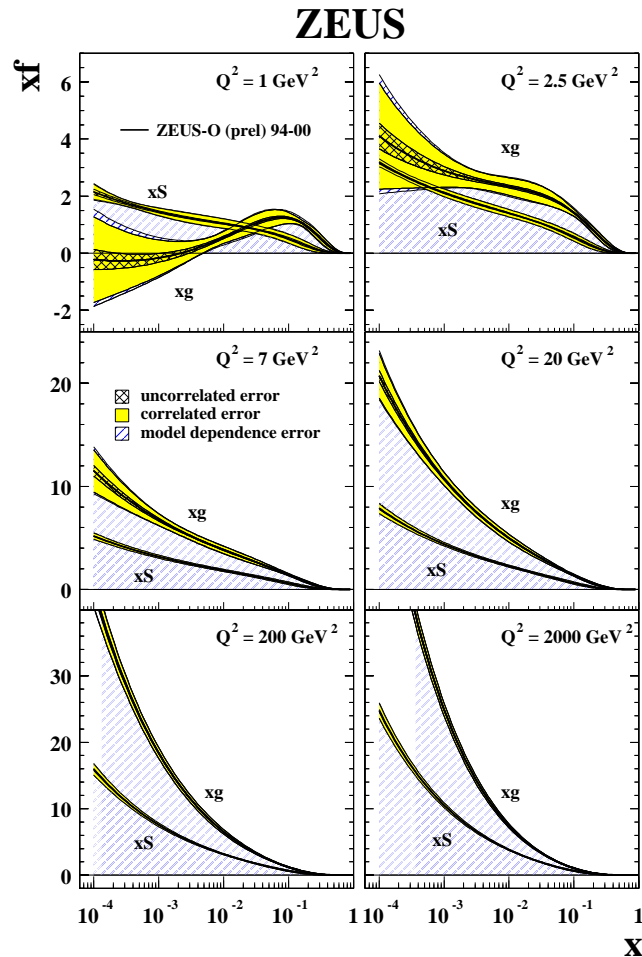 ZEUS
xf
Q² = 1 GeV²
Q² = 2.5 GeV²
6
4
2
0
-2
ZEUS-O (prel) 94-00
xS
xg
xg
xS
Q² = 7 GeV²
Q² = 20 GeV²
20
10
0
uncorrelated error
correlated error
model dependence error
xg
xS
xg
xS
Q² = 200 GeV²
Q² = 2000 GeV²
30
20
10
0
xg
xS
xg
xS
10⁻⁴ 10⁻³ 10⁻² 10⁻¹ 1 10⁻⁴ 10⁻³ 10⁻² 10⁻¹ 1
x